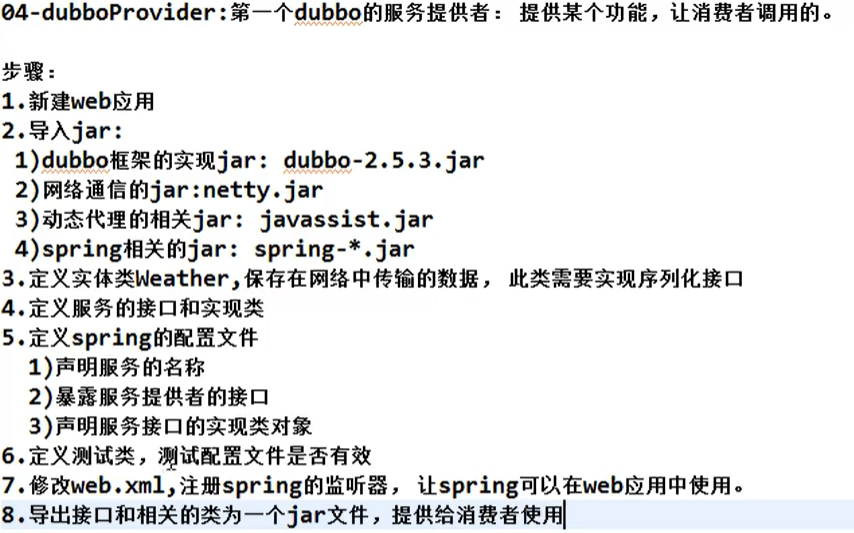 04-dubboProvider:第一个dubbo的服务提供者： 提供某个功能，让消费者调用的。
步骤：
1.新建web应用
2.导入jar:
1)dubbo框架的实现jar: dubbo-2.5.3.jar
2)网络通信的jar:netty.jar
3)动态代理的相关jar: javassist.jar
4)spring相关的jar: spring-*.jar
3.定义实体类Weather,保存在网络中传输的数据， 此类需要实现序列化接口
4.定义服务的接口和实现类
5.定义spring的配置文件
1)声明服务的名称
2)暴露服务提供者的接口
3)声明服务接口的实现类对象
6.定义测试类，测试配置文件是否有效
7.修改web.xml,注册spring的监听器， 让spring可以在web应用中使用。
8.导出接口和相关的类为一个jar文件，提供给消费者使用